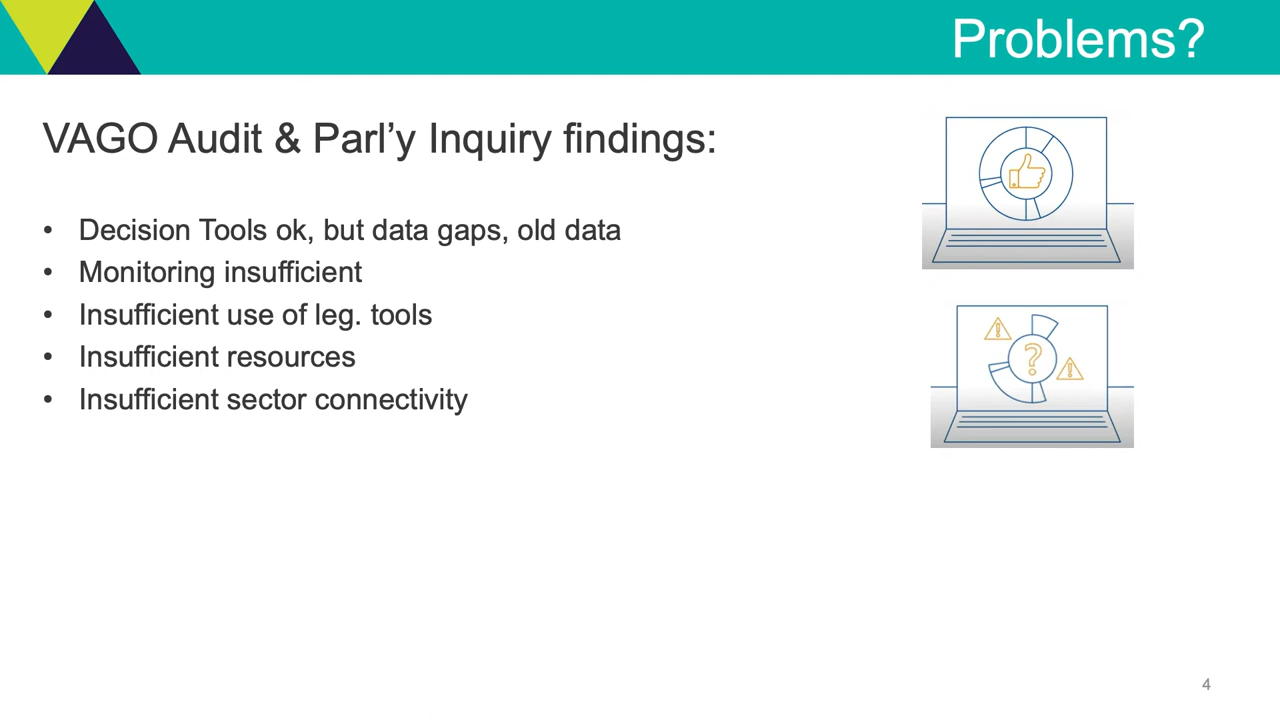 Problems?
VAGO Audit & Parl’y Inquiry findings:
• Decision Tools ok, but data gaps, old data
• Monitoring insufficient
• Insufficient use of leg. tools
• Insufficient resources
• Insufficient sector connectivity
?
!
!
4